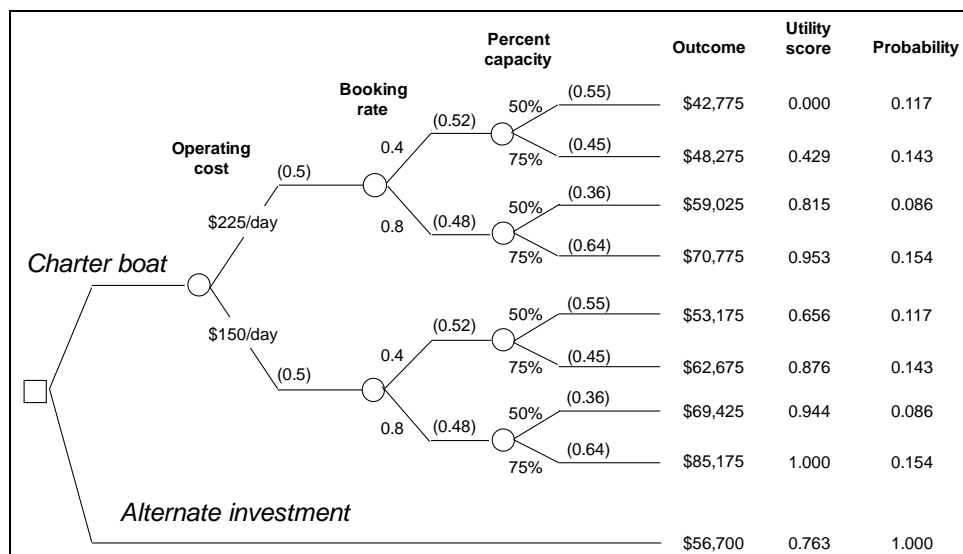 Percent
capacity
Outcome
Utility
score
Probability
Booking
rate
Operating
cost
50% (0.55) $42,775 0.000 0.117
(0.52)
0.4
75% (0.45) $48,275 0.429 0.143
(0.5)
50% (0.36) $59,025 0.815 0.086
$225/day
0.8 (0.48)
75% (0.64) $70,775 0.953 0.154
Charter boat
50% (0.55) $53,175 0.656 0.117
$150/day
(0.52)
0.4
75% (0.45) $62,675 0.876 0.143
(0.5)
50% (0.36) $69,425 0.944 0.086
0.8 (0.48)
75% (0.64) $85,175 1.000 0.154
Alternate investment
$56,700 0.763 1.000